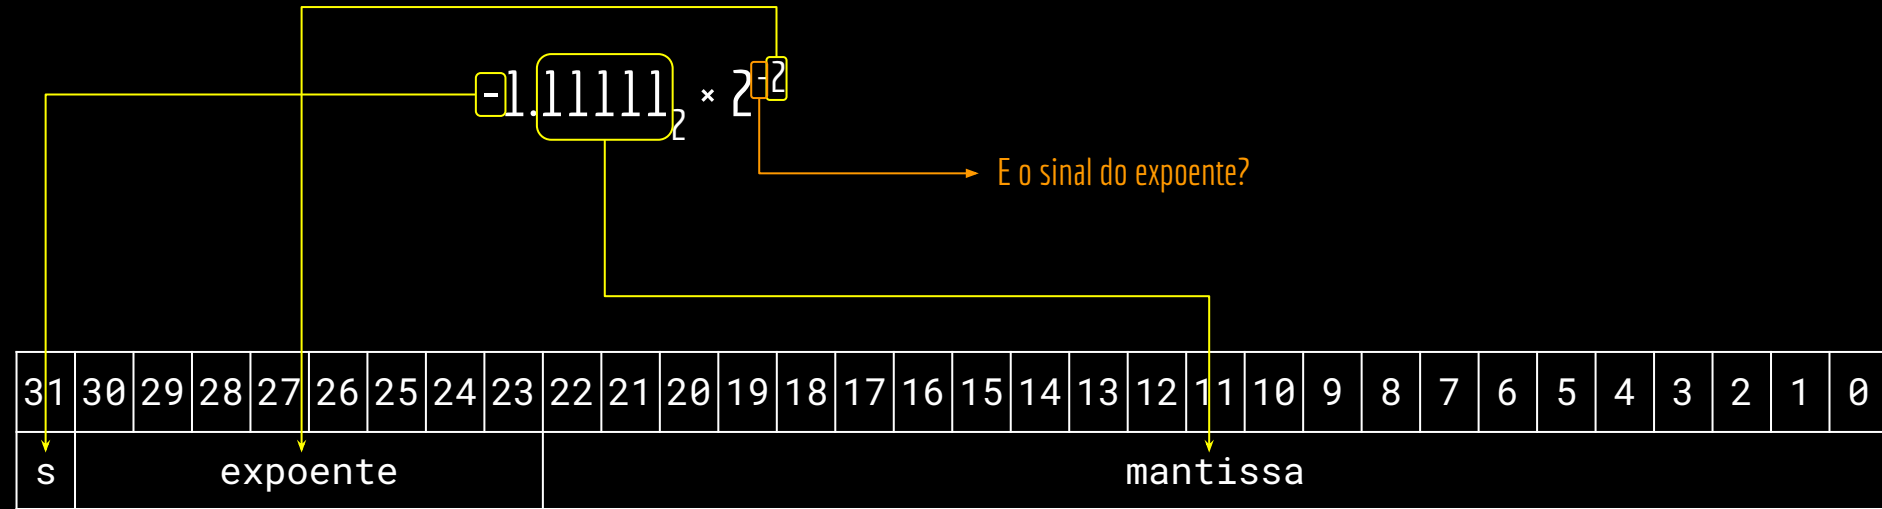 -1.11111₂ × 2⁻²
E o sinal do expoente?
31 30 29 28 27 26 25 24 23 22 21 20 19 18 17 16 15 14 13 12 11 10 9 8 7 6 5 4 3 2 1 0
s expoente mantissa